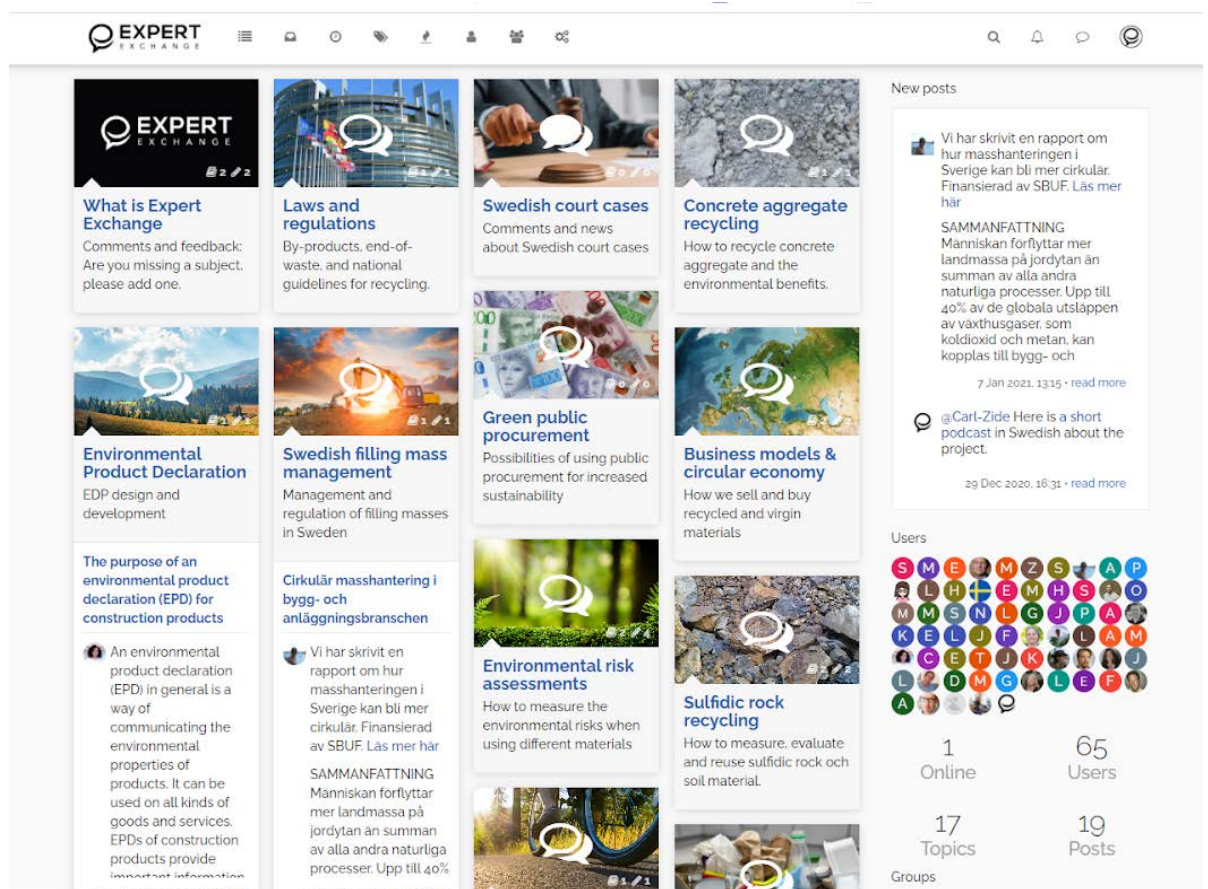 EXPERT
EXCHANGE
EXPERT
EXCHANGE
2 2
What is Expert
Exchange
Comments and feedback:
Are you missing a subject,
please add one.
Environmental
Product Declaration
EDP design and
development
The purpose of an
environmental product
declaration (EPD) for
construction products
An environmental
product declaration
(EPD) in general is a
way of
communicating the
environmental
properties of
products. It can be
used on all kinds of
goods and services.
EPDs of construction
products provide
important information
Laws and
regulations
By-products, end-of-
waste, and national
guidelines for recycling.
1 1
Swedish filling mass
management
Management and
regulation of filling masses
in Sweden
Cirkulär masshantering i
bygg- och
anläggningsbranschen
Vi har skrivit en
rapport om hur
masshanteringen i
Sverige kan bli mer
cirkulär. Finansierad
av SBUF. Läs mer här
SAMMANFATTNING
Människan förflyttar
mer landmassa på
jordytan än summan
av alla andra naturliga
processer. Upp till 40%
0 0
Swedish court cases
Comments and news
about Swedish court cases
0 0
Green public
procurement
Possibilities of using public
procurement for increased
sustainability
Environmental risk
assessments
How to measure the
environmental risks when
using different materials
1 1
1 1
Concrete aggregate
recycling
How to recycle concrete
aggregate and the
environmental benefits.
Business models &
circular economy
How we sell and buy
recycled and virgin
materials
Sulfidic rock
recycling
How to measure, evaluate
and reuse sulfidic rock och
soil material.
New posts
Vi har skrivit en rapport om
hur masshanteringen i
Sverige kan bli mer cirkulär.
Finansierad av SBUF. Läs mer
här
SAMMANFATTNING
Människan förflyttar mer
landmassa på jordytan än
summan av alla andra
naturliga processer. Upp till
40% av de globala utsläppen
av växthusgaser, som
koldioxid och metan, kan
kopplas till bygg- och
7 Jan 2021, 13:15 • read more
@Carl-Zide Here is a short
podcast in Swedish about the
project.
29 Dec 2020, 16:31 • read more
Users
S M E M Z S A P
L H E M H S O
M M S N L G J P A
K E L J F L A M
C E T J K J
L D M G L E F
A
1
Online
65
Users
17
Topics
19
Posts
Groups